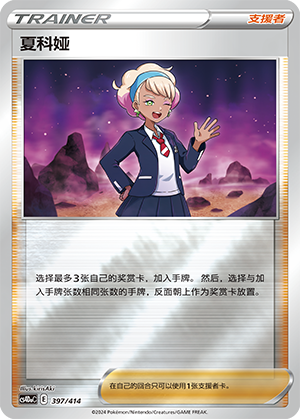 TRAINER 支援者
夏科娅
选择最多3张自己的奖赏卡，加入手牌。然后，选择与加
入手牌张数相同张数的手牌，反面朝上作为奖赏卡放置。
Illus.kirisAki
在自己的回合只可以使用1张支援者卡。
397/414
©2024 Pokémon/Nintendo/Creatures/GAME FREAK.